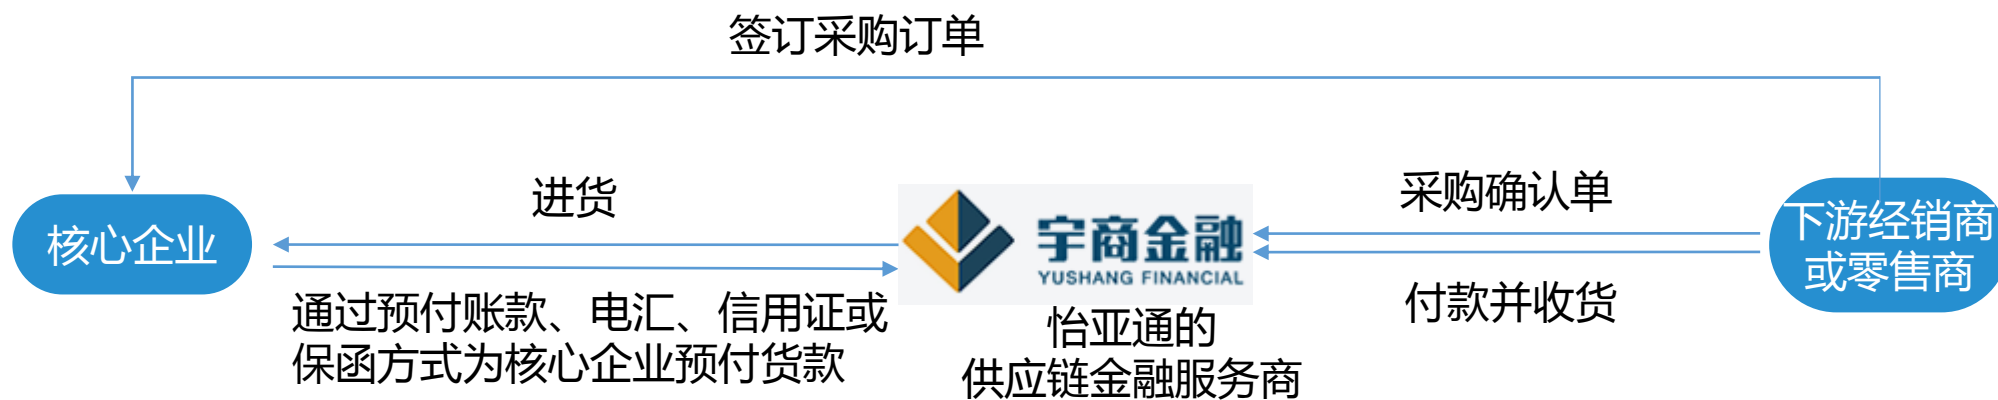 签订采购订单
进货
采购确认单
核心企业
宇商金融
YUSHANG FINANCIAL
下游经销商
或零售商
通过预付账款、电汇、信用证或
保函方式为核心企业预付货款
怡亚通的
供应链金融服务商
付款并收货